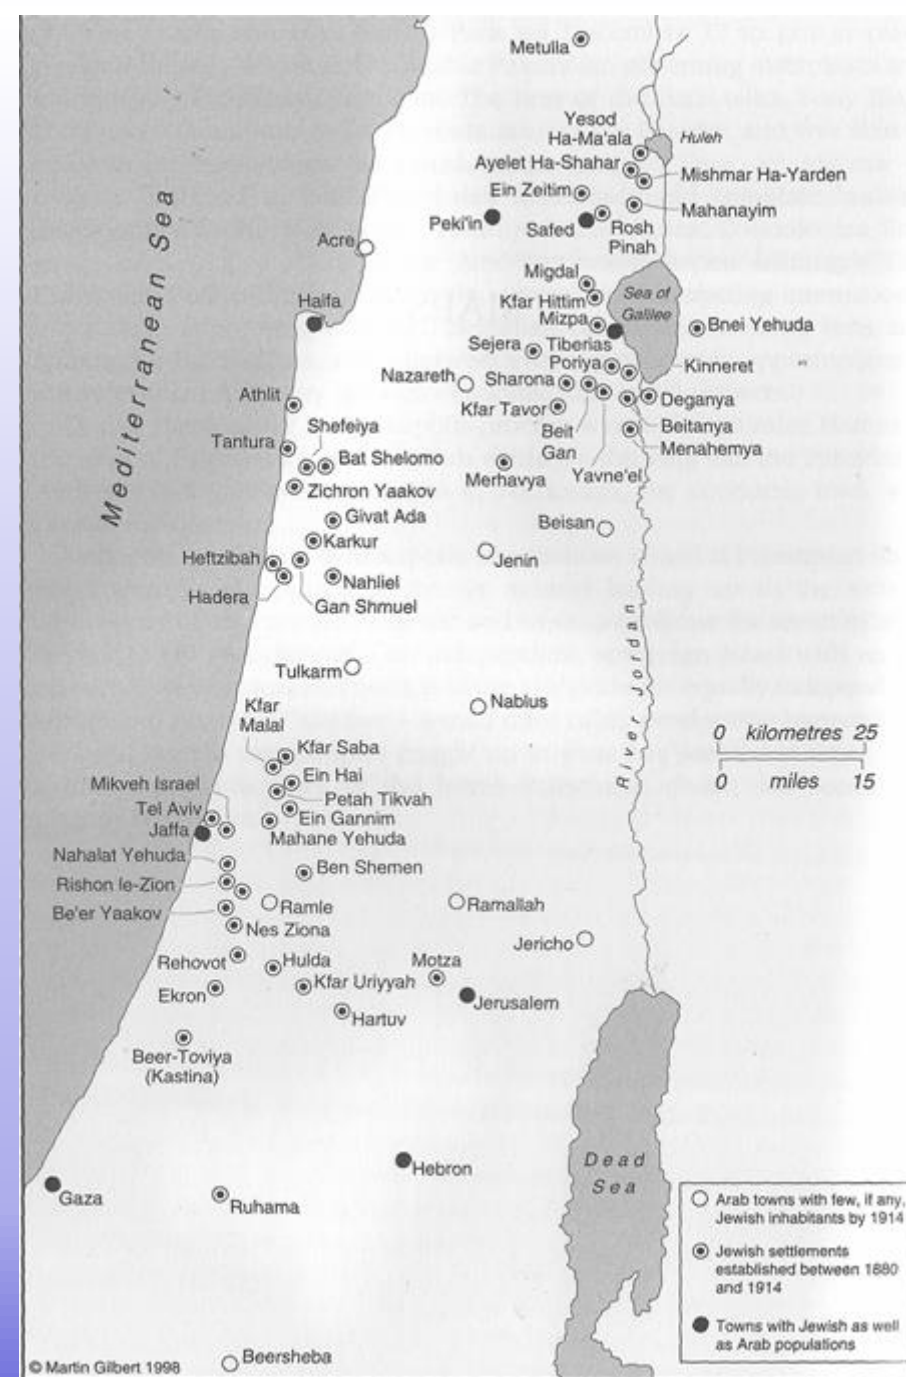 Metulla
Yesod
Ha-Ma'ala
Huleh
Ayelet Ha-Shahar
Mishmar Ha-Yarden
Ein Zeitim
Mahanayim
Peki'in
Safed
Rosh
Pinah
Acre
Migdal
Sea of
Galilee
Kfar Hittim
Haifa
Mizpa
Bnei Yehuda
Sejera
Tiberias
Poriya
Kinneret
Nazareth
Sharona
Athlit
Deganya
Kfar Tavor
Shefeiya
Beitanya
Tantura
Beit
Gan
Menahemya
Bat Shelomo
Merhavya
Yavne'el
Zichron Yaakov
Mediterranean Sea
Givat Ada
Beisan
Karkur
Heftzibah
Jenin
Nahliel
Hadera
Gan Shmuel
River Jordan
Tulkarm
Nablus
Kfar
Malal
0 kilometres 25
0 miles 15
Kfar Saba
Mikveh Israel
Ein Hai
Petah Tikvah
Tel Aviv
Ein Gannim
Jaffa
Mahane Yehuda
Nahalat Yehuda
Ben Shemen
Rishon le-Zion
Ramle
Ramallah
Be'er Yaakov
Nes Ziona
Jericho
Rehovot
Hulda
Motza
Kfar Uriyyah
Ekron
Jerusalem
Hartuv
Beer-Toviya
(Kastina)
Dead
Sea
Hebron
Gaza
Ruhama
Arab towns with few, if any,
Jewish inhabitants by 1914
Jewish settlements
established between 1880
and 1914
Towns with Jewish as well
as Arab populations
Beersheba
© Martin Gilbert 1998